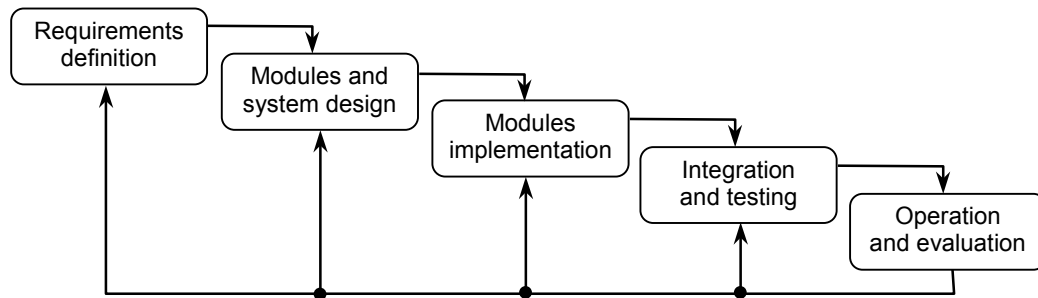 Requirements
definition
Modules and
system design
Modules
implementation
Integration
and testing
Operation
and evaluation